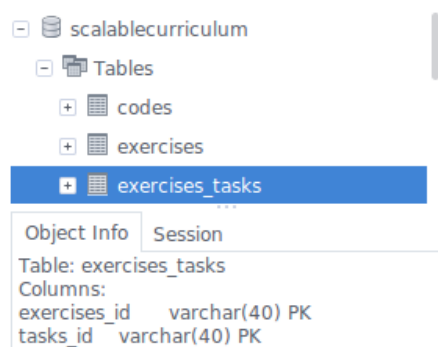 scalablecurriculum
Tables
codes
exercises
exercises_tasks
Object Info Session
Table: exercises_tasks
Columns:
exercises_id varchar(40) PK
tasks_id varchar(40) PK